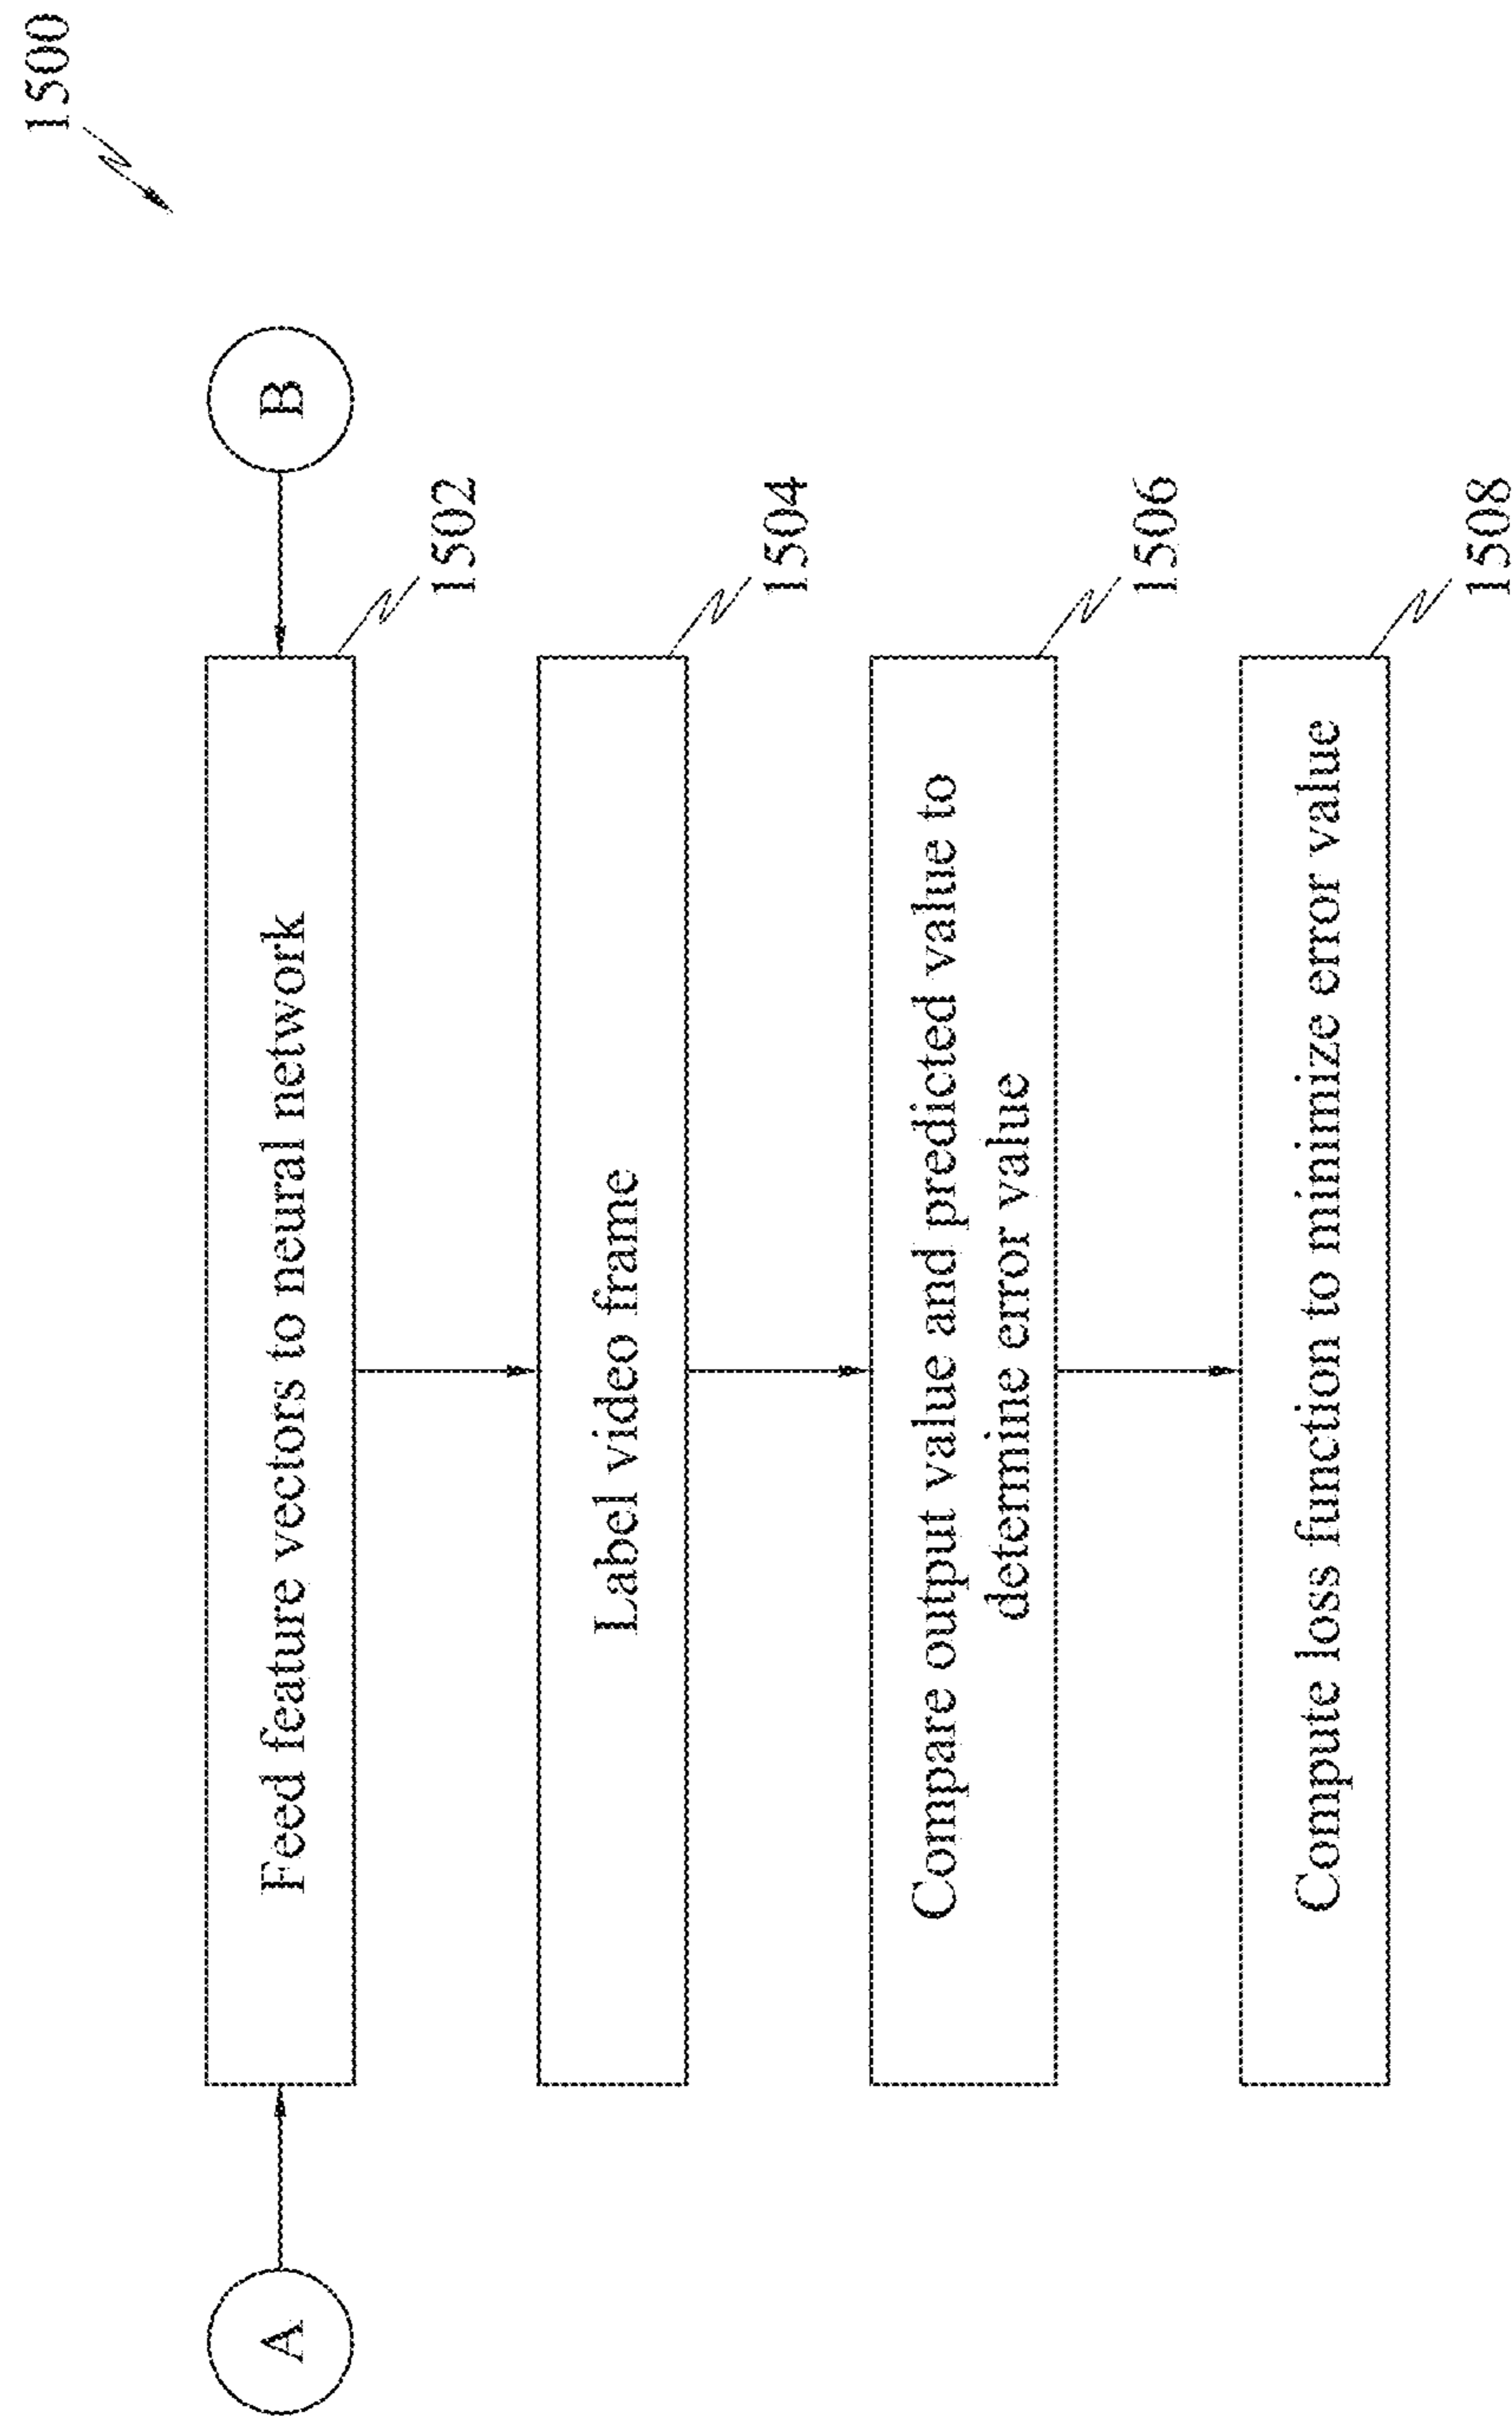 1500
A
B
Feed feature vectors to neural network
1502
Label video frame
1504
Compare output value and predicted value to
determine error value
1506
Compute loss function to minimize error value
1508